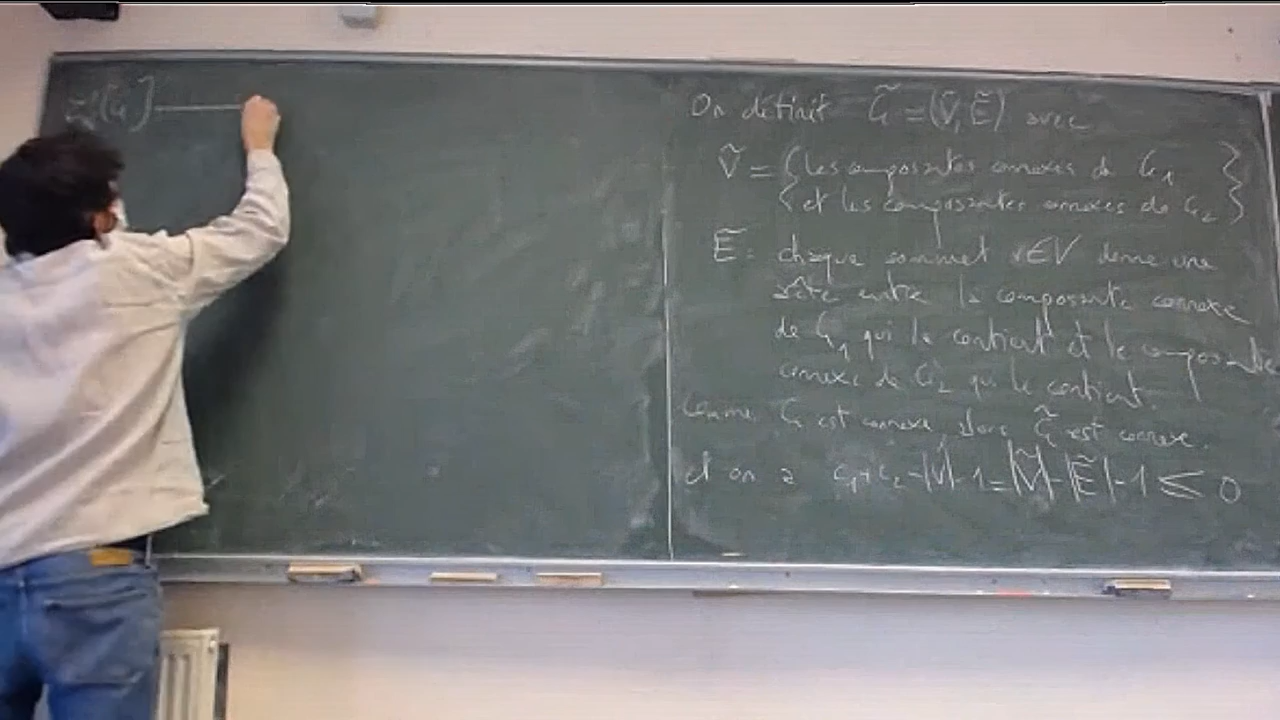 On définit G̃ = (Ṽ, Ẽ) avec
Ṽ = { les composantes connexes de G₁
et les composantes connexes de G₂ }
Ẽ : chaque sommet v∈V donne une
arête entre la composante connexe
de G₁ qui le contient et la composante
connexe de G₂ qui le contient.
Comme G est connexe, alors G̃ est connexe.
et on a c₁ + c₂ - |V| - 1 = |Ṽ| - |Ẽ| - 1 ≤ 0